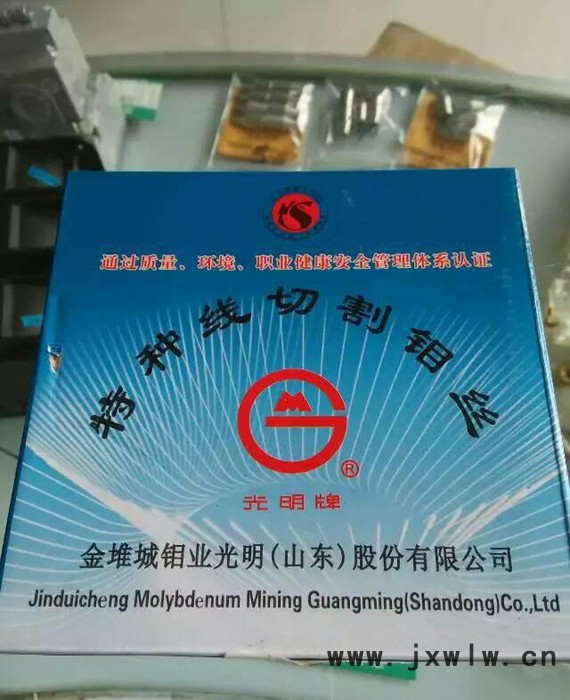 通过质量、环境、职业健康安全管理体系认证
特种线切割钼丝
M
®
光明牌
金堆城钼业光明(山东)股份有限公司
Jinduicheng Molybdenum Mining Guangming(Shandong)Co.,Ltd
www.jxwlw.cn